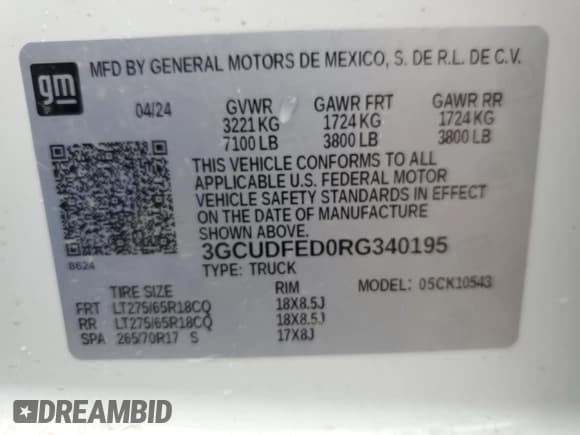 gm
MFD BY GENERAL MOTORS DE MEXICO, S. DE R.L. DE C.V.
04/24 GVWR GAWR FRT GAWR RR
3221 KG 1724 KG 1724 KG
7100 LB 3800 LB 3800 LB
THIS VEHICLE CONFORMS TO ALL
APPLICABLE U.S. FEDERAL MOTOR
VEHICLE SAFETY STANDARDS IN EFFECT
ON THE DATE OF MANUFACTURE
SHOWN ABOVE.
3GCUDFED0RG340195
8624
TYPE: TRUCK MODEL: 05CK10543
TIRE SIZE RIM
FRT LT275/65R18CQ 18X8.5J
RR LT275/65R18CQ 18X8.5J
SPA 265/70R17 S 17X8J
DREAMBID